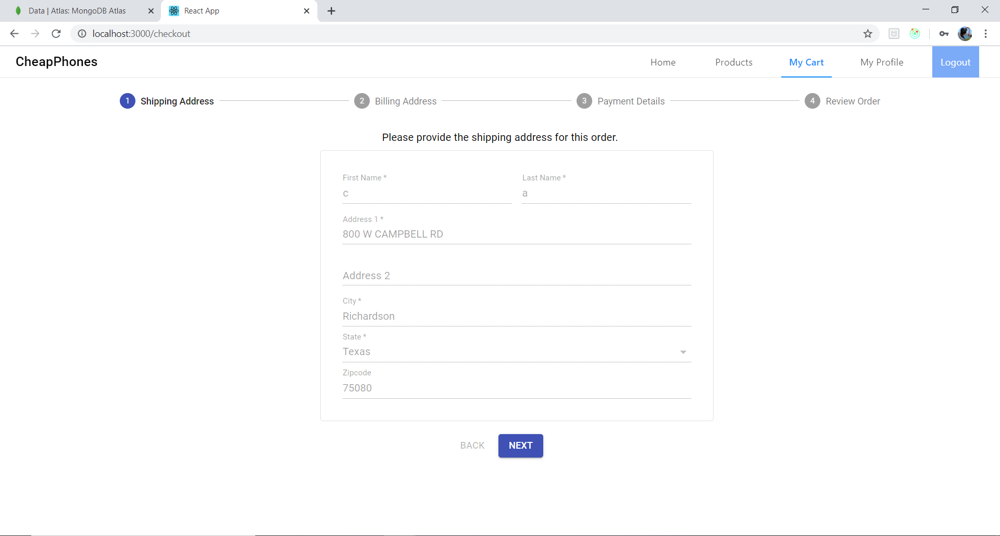 Data | Atlas: MongoDB Atlas
React App
localhost:3000/checkout
CheapPhones
Home
Products
My Cart
My Profile
Logout
1 Shipping Address
2 Billing Address
3 Payment Details
4 Review Order
Please provide the shipping address for this order.
First Name *
c
Last Name *
a
Address 1 *
800 W CAMPBELL RD
Address 2
City *
Richardson
State *
Texas
Zipcode
75080
BACK
NEXT